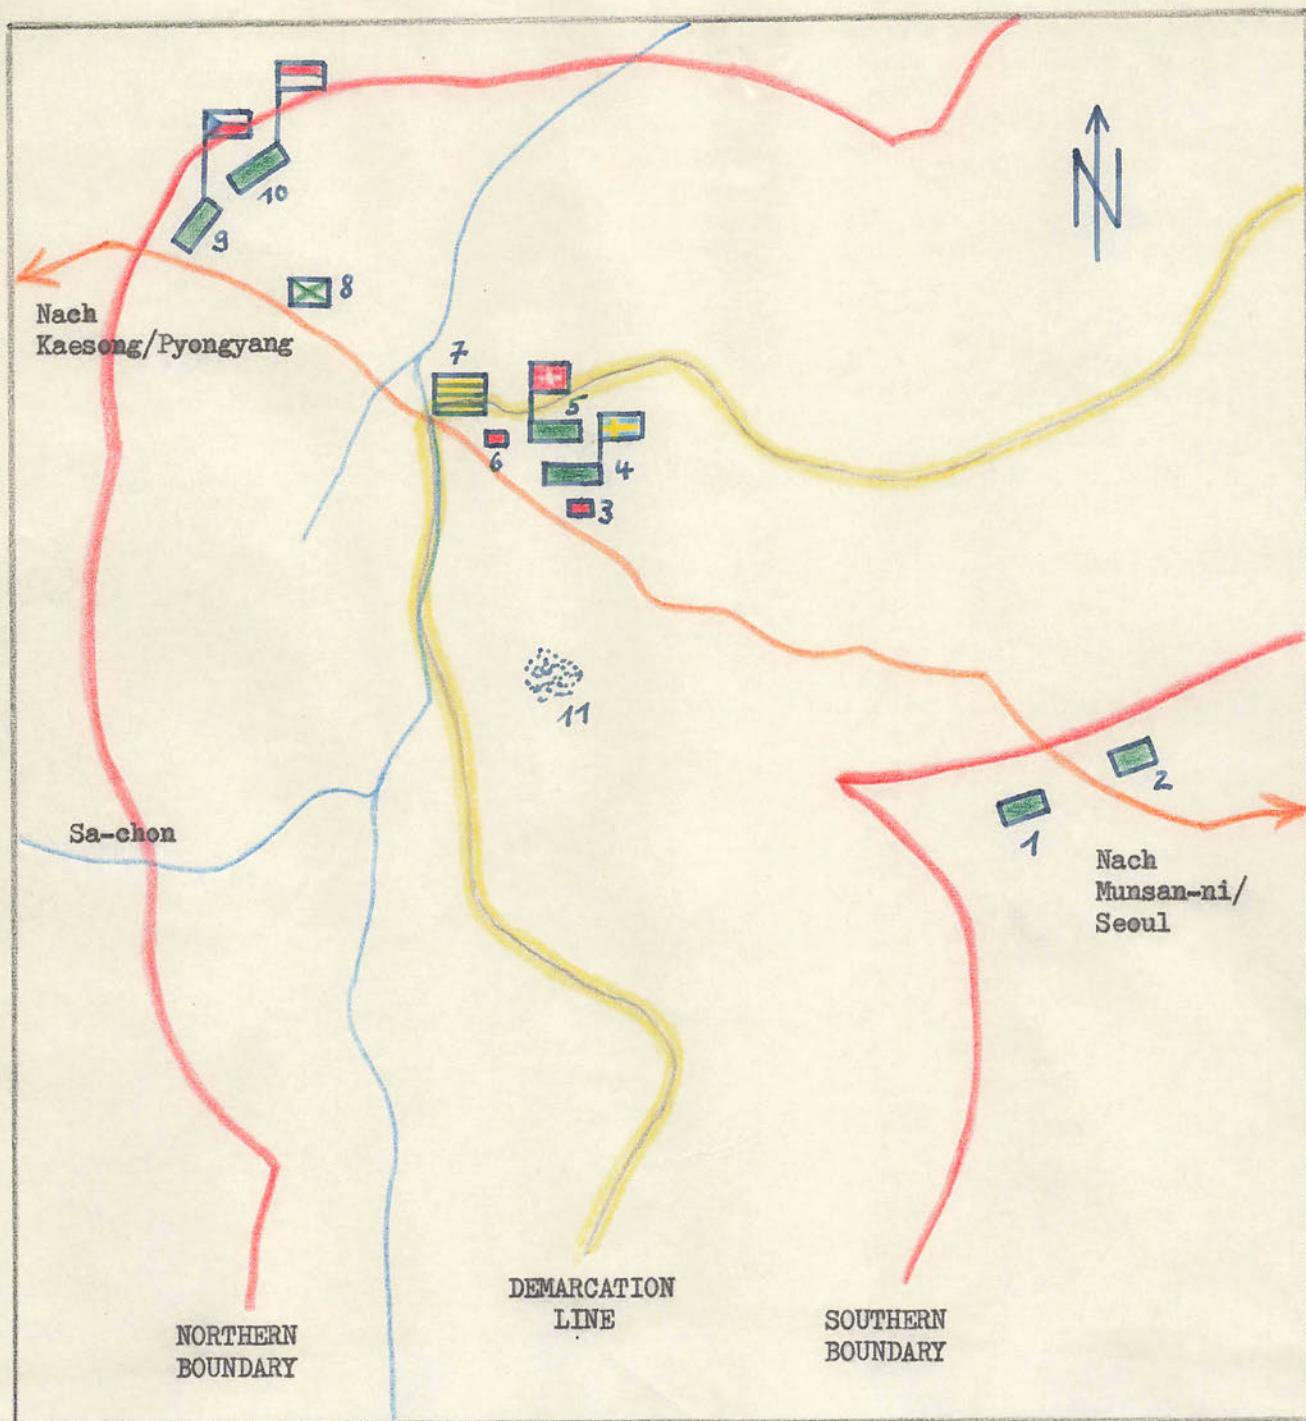 N
10
9
8
Nach
Kaesong/Pyongyang
7
5
6
4
3
11
2
1
Sa-chon
Nach
Munsan-ni/
Seoul
DEMARCATION
LINE
NORTHERN
BOUNDARY
SOUTHERN
BOUNDARY